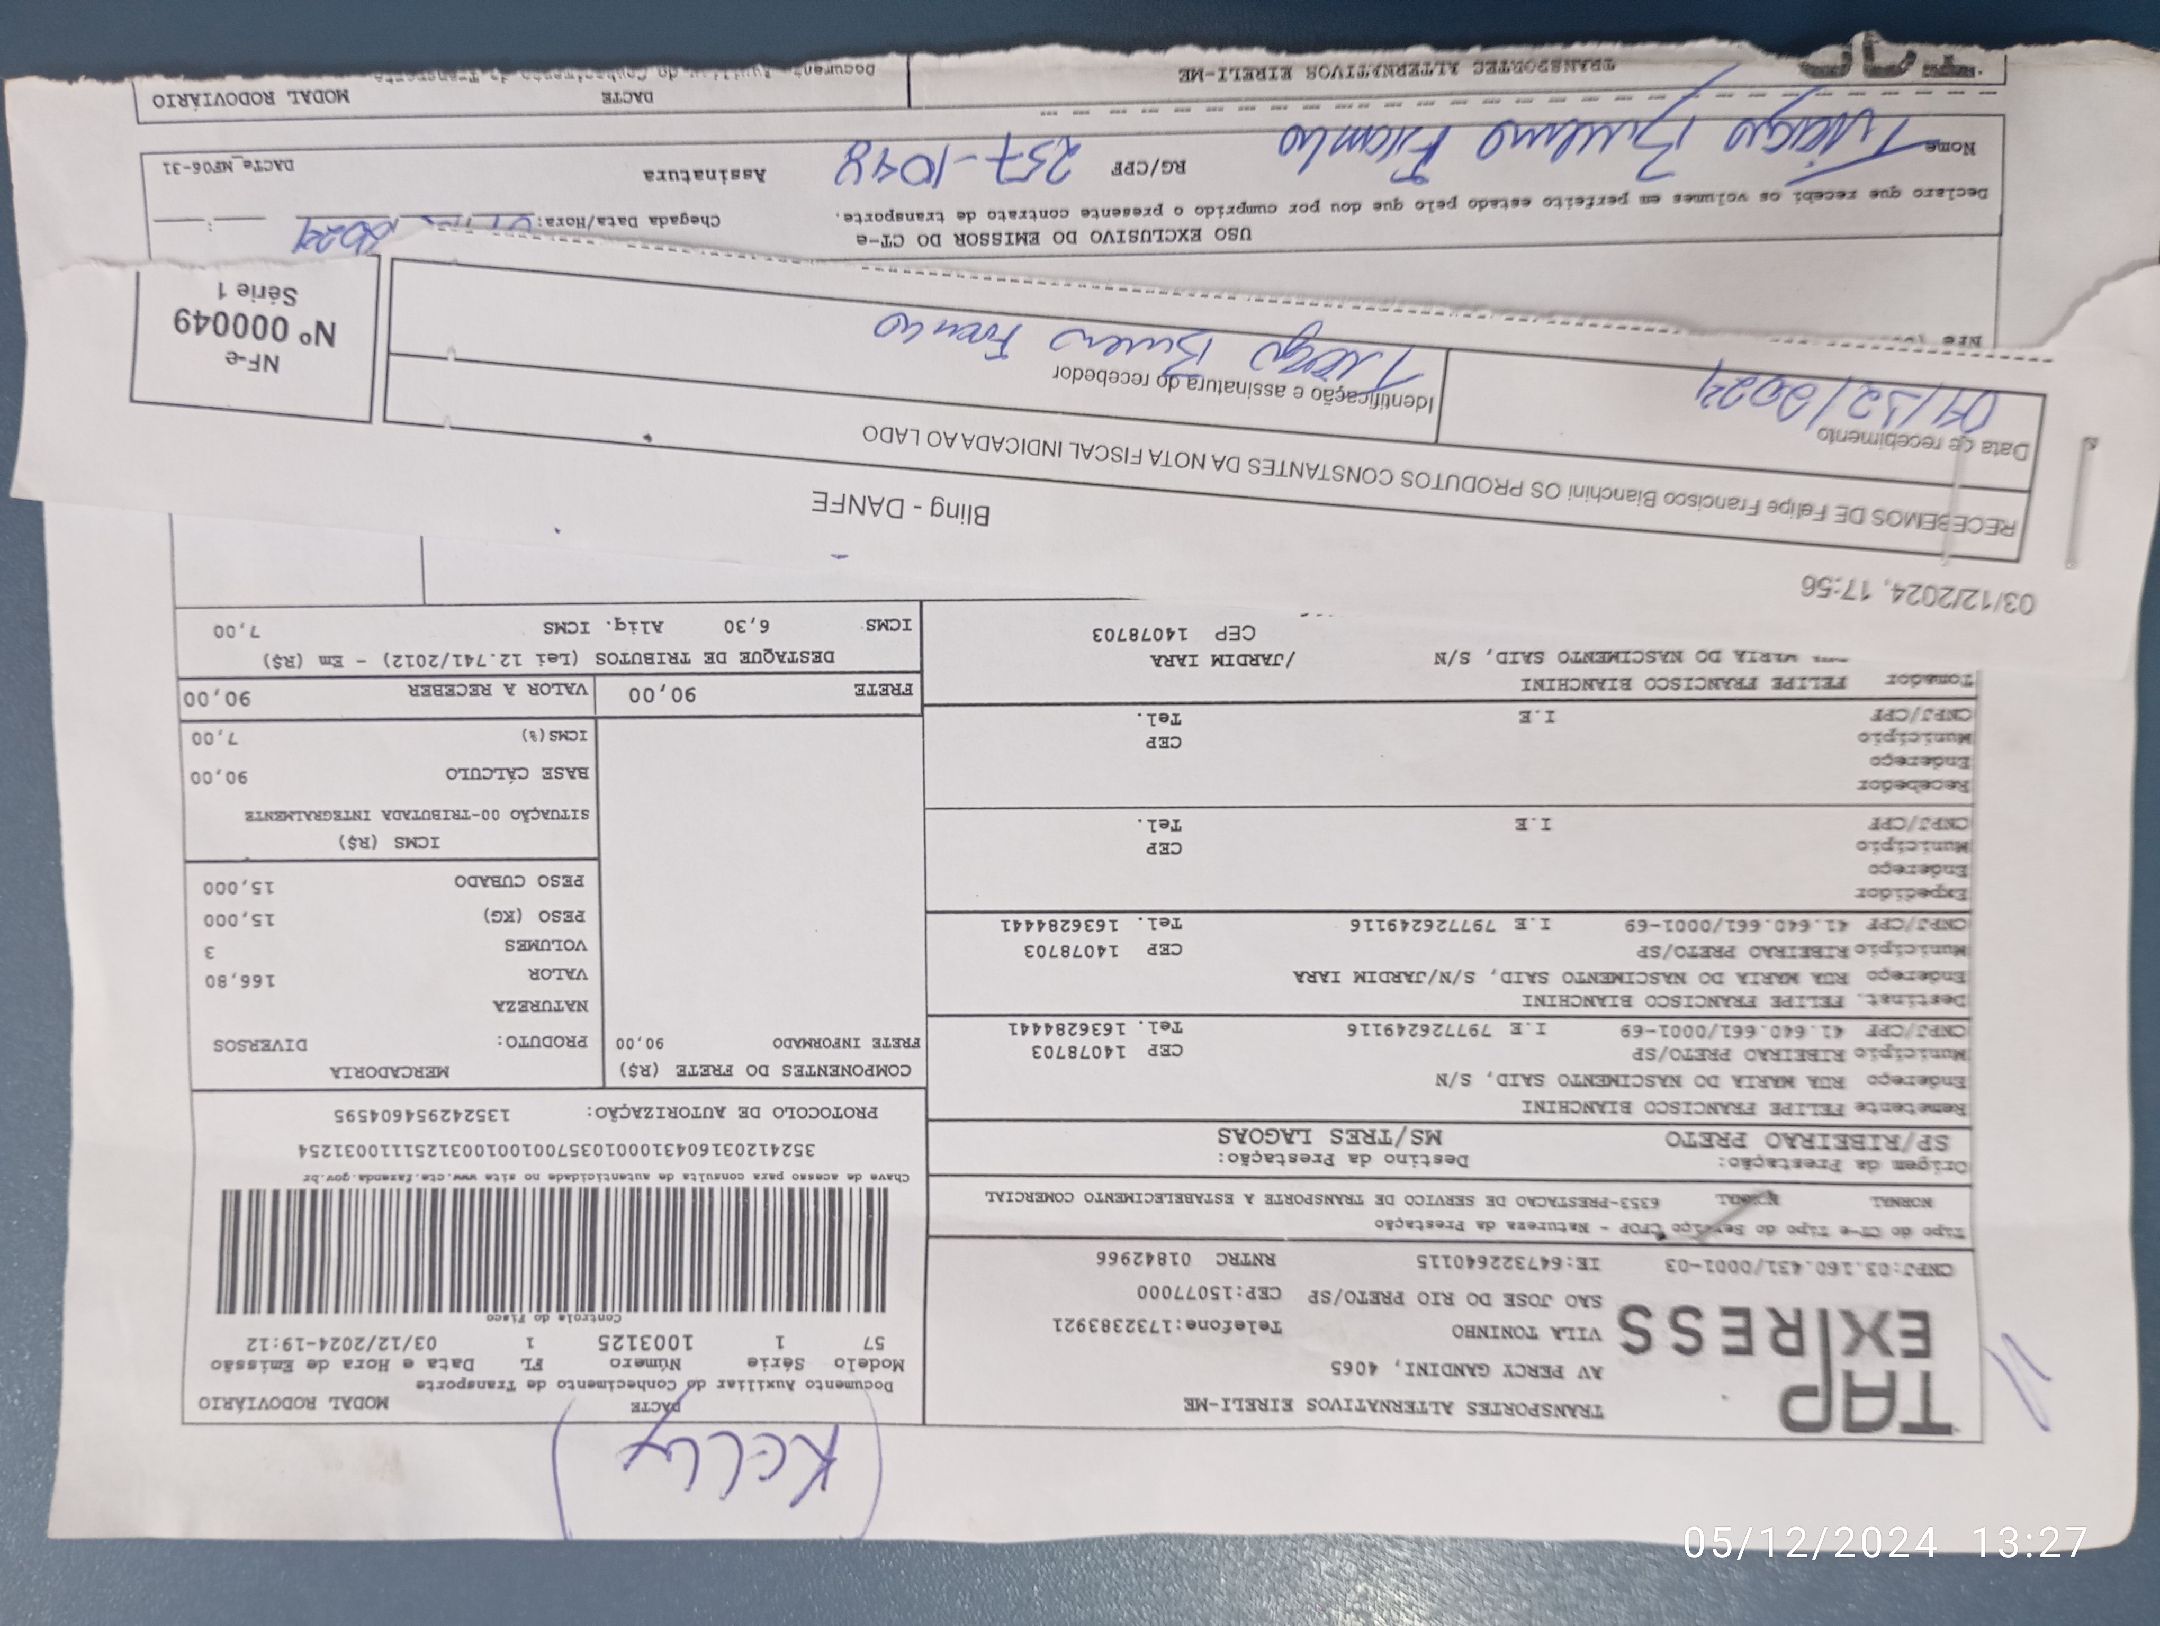 (Kelly)
TAP
EXPRESS
TRANSPORTES ALTERNATIVOS EIRELI-ME
AV PERCY GANDINI, 4065
VILA TONINHO Telefone:1732383921
SAO JOSE DO RIO PRETO/SP CEP:15077000
CNPJ:03.160.431/0001-03 IE:647322640115 RNTRC 01842966
DACTE MODAL RODOVIÁRIO
Documento Auxiliar do Conhecimento de Transporte
Modelo Série Número FL Data e Hora de Emissão
57 1 1003125 1 03/12/2024-19:12
Controle do Fisco
Chave de acesso para consulta de autenticidade no site www.cte.fazenda.gov.br
352412031604310001035700100100312511110031254
PROTOCOLO DE AUTORIZAÇÃO: 135242954604595
Tipo do CT-e Tipo do Serviço CFOP - Natureza da Prestação
NORMAL NORMAL 6353-PRESTACAO DE SERVICO DE TRANSPORTE A ESTABELECIMENTO COMERCIAL
Origem da Prestação: Destino da Prestação:
SP/RIBEIRAO PRETO MS/TRES LAGOAS
Remetente FELIPE FRANCISCO BIANCHINI
Endereço RUA MARIA DO NASCIMENTO SAID, S/N
Município RIBEIRAO PRETO/SP CEP 14078703
CNPJ/CPF 41.640.661/0001-69 I.E 797726249116 Tel. 1636284441
Destinat. FELIPE FRANCISCO BIANCHINI
Endereço RUA MARIA DO NASCIMENTO SAID, S/N/JARDIM IARA
Município RIBEIRAO PRETO/SP CEP 14078703
CNPJ/CPF 41.640.661/0001-69 I.E 797726249116 Tel. 1636284441
Expedidor
Endereço
Município CEP
CNPJ/CPF I.E Tel.
Recebedor
Endereço
Município CEP
CNPJ/CPF I.E Tel.
Tomador FELIPE FRANCISCO BIANCHINI
MARIA DO NASCIMENTO SAID, S/N /JARDIM IARA
CEP 14078703
COMPONENTES DO FRETE (R$)
FRETE INFORMADO 90,00
MERCADORIA
PRODUTO: DIVERSOS
NATUREZA
VALOR 166,80
VOLUMES 3
PESO (KG) 15,000
PESO CUBADO 15,000
ICMS (R$)
SITUAÇÃO 00-TRIBUTADA INTEGRALMENTE
BASE CÁLCULO 90,00
ICMS(%) 7,00
FRETE 90,00 VALOR A RECEBER 90,00
DESTAQUE DE TRIBUTOS (Lei 12.741/2012) - Em (R$)
ICMS 6,30 Aliq. ICMS 7,00
03/12/2024, 17:56
Bling - DANFE
RECEBEMOS DE Felipe Francisco Bianchini OS PRODUTOS CONSTANTES DA NOTA FISCAL INDICADA AO LADO
Data de recebimento Identificação e assinatura do recebedor
04/12/2024 Thiago Bueno
NF-e
Nº 000049
Série 1
USO EXCLUSIVO DO EMISSOR DO CT-e
Chegada Data/Hora: 2024
Declaro que recebi os volumes em perfeito estado pelo que dou por cumprido o presente contrato de transporte.
Nome Thiago Bueno RG/CPF 257-1048 Assinatura DACTe_MF06-31
DACTE MODAL RODOVIÁRIO
Documento Auxiliar do Conhecimento de Transporte
ALTERNATIVOS EIRELI-ME
05/12/2024 13:27